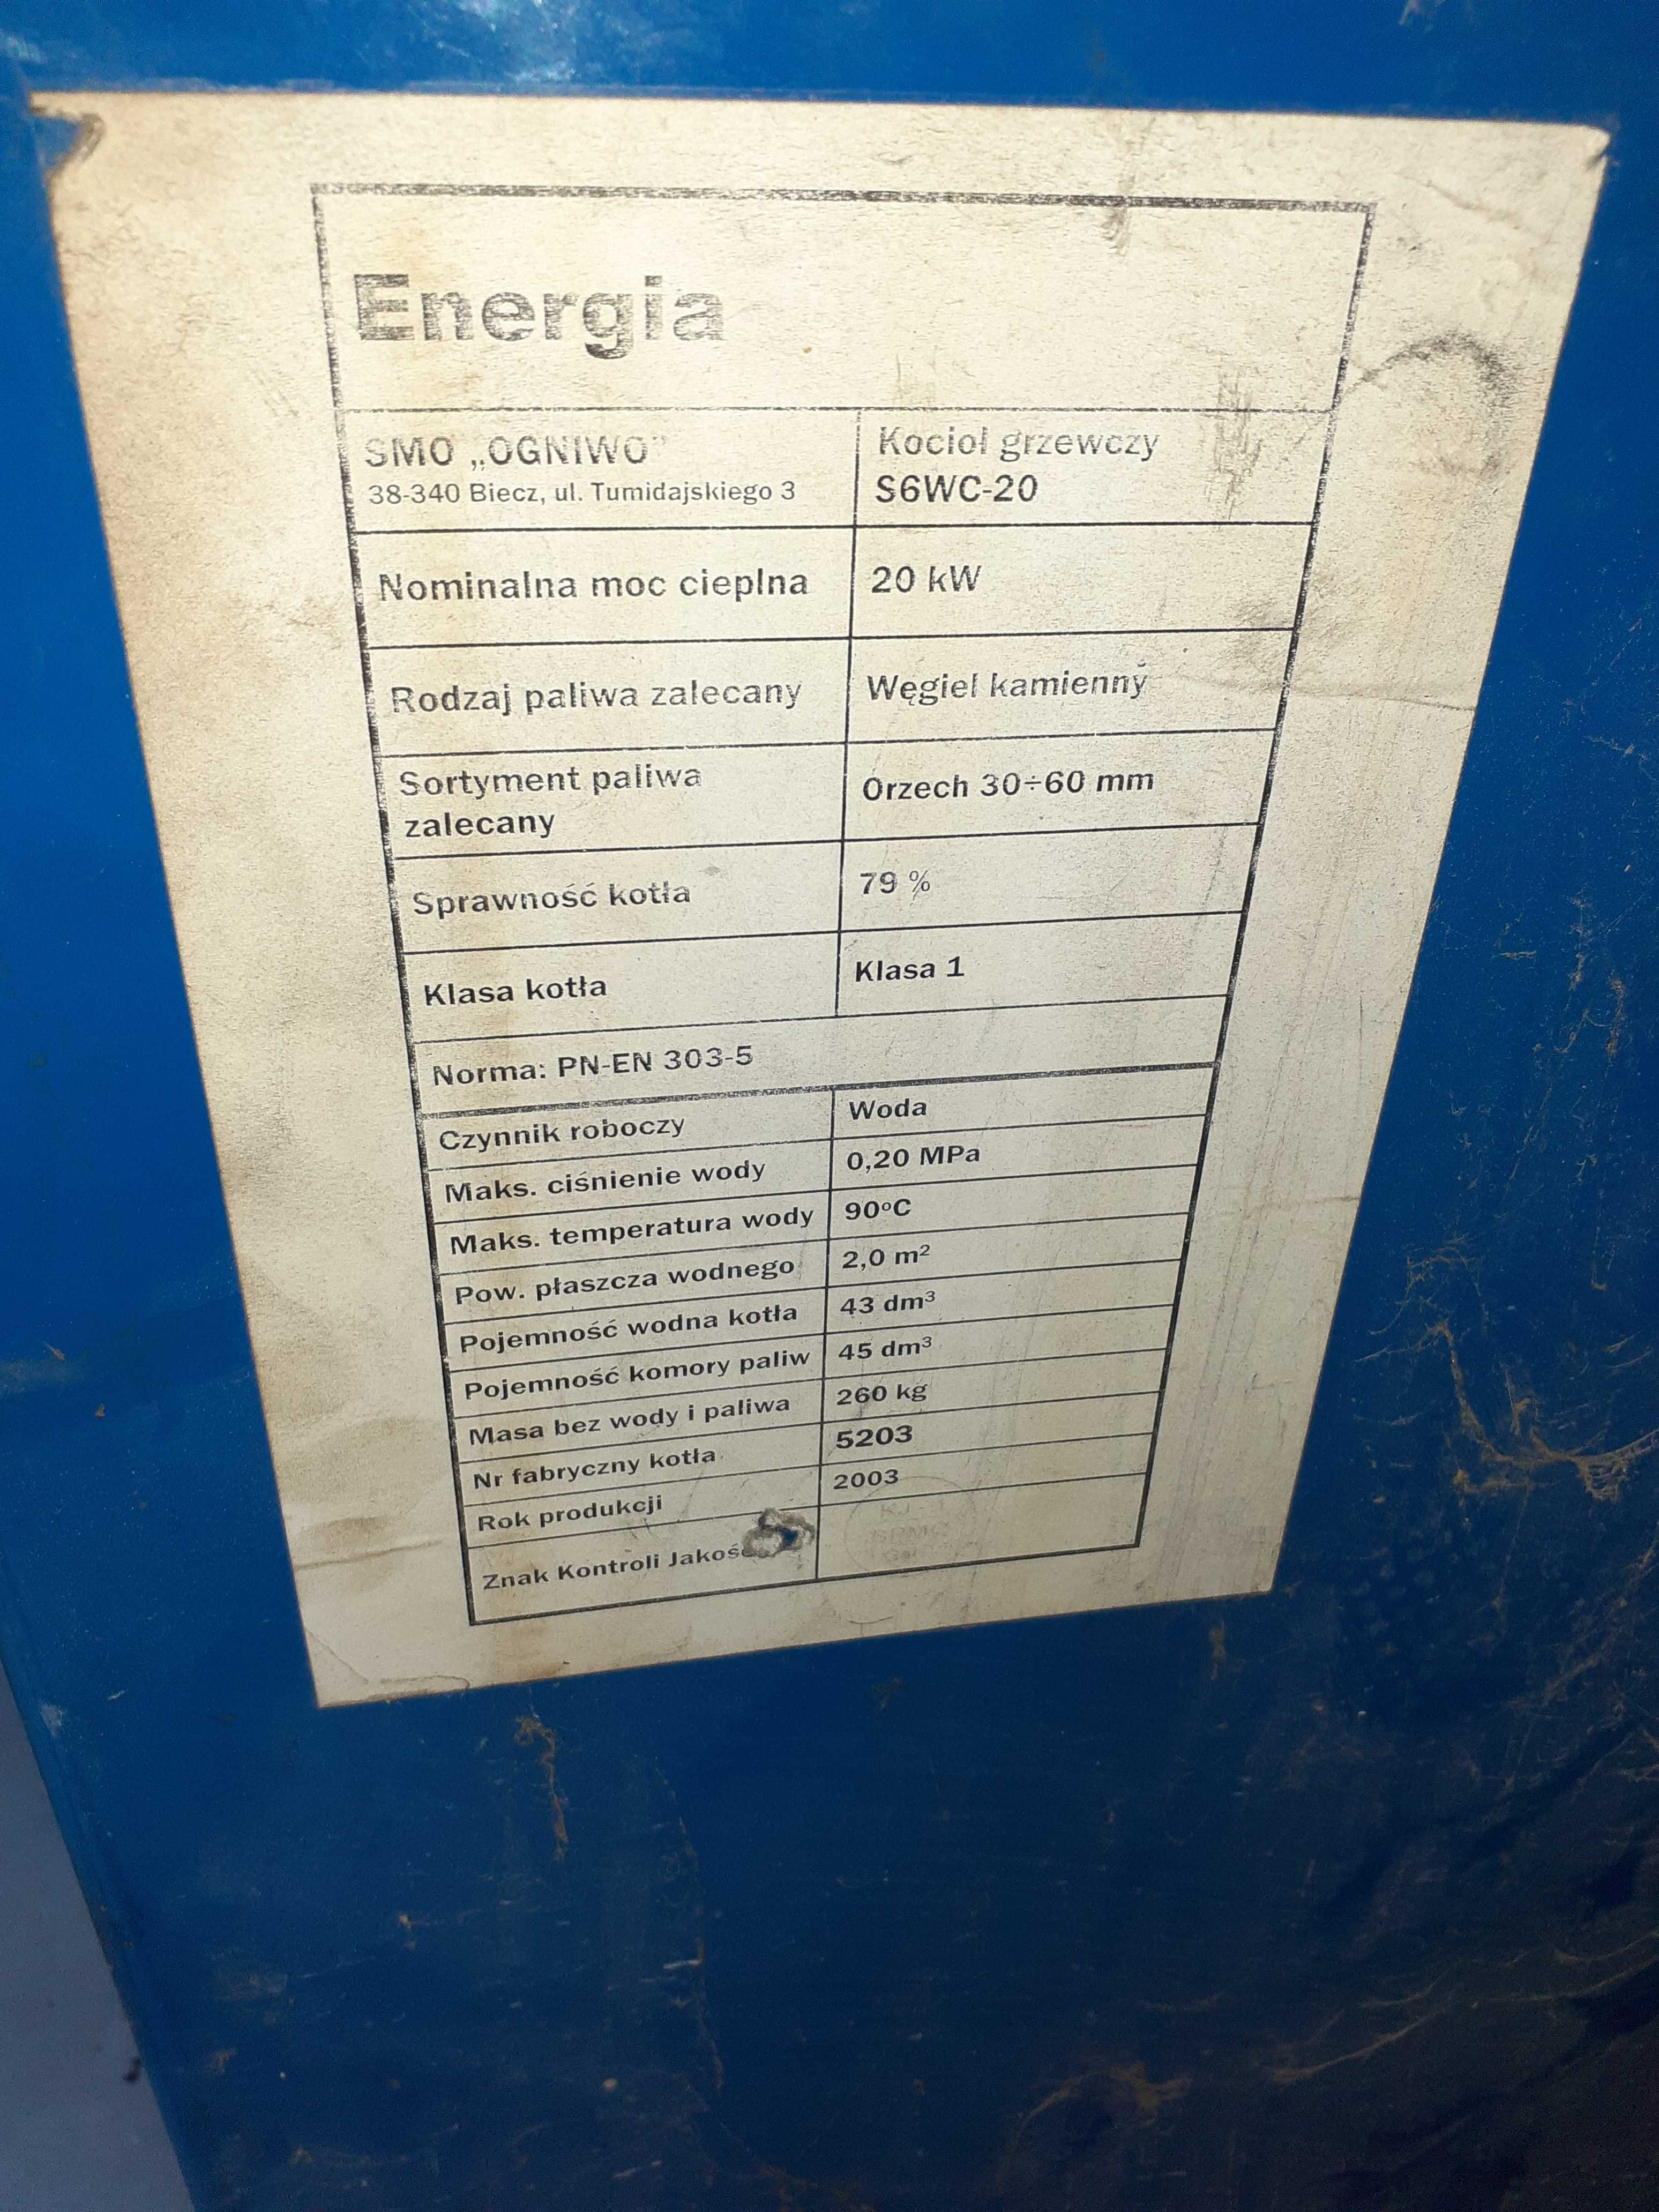 Energia
SMO „OGNIWO”
38-340 Biecz, ul. Tumidajskiego 3
Kocioł grzewczy
S6WC-20
Nominalna moc cieplna
20 kW
Rodzaj paliwa zalecany
Węgiel kamienny
Sortyment paliwa
zalecany
Orzech 30÷60 mm
Sprawność kotła
79 %
Klasa kotła
Klasa 1
Norma: PN-EN 303-5
Czynnik roboczy
Woda
Maks. ciśnienie wody
0,20 MPa
Maks. temperatura wody
90°C
Pow. płaszcza wodnego
2,0 m²
Pojemność wodna kotła
43 dm³
Pojemność komory paliw
45 dm³
Masa bez wody i paliwa
260 kg
Nr fabryczny kotła
5203
Rok produkcji
2003
Znak Kontroli